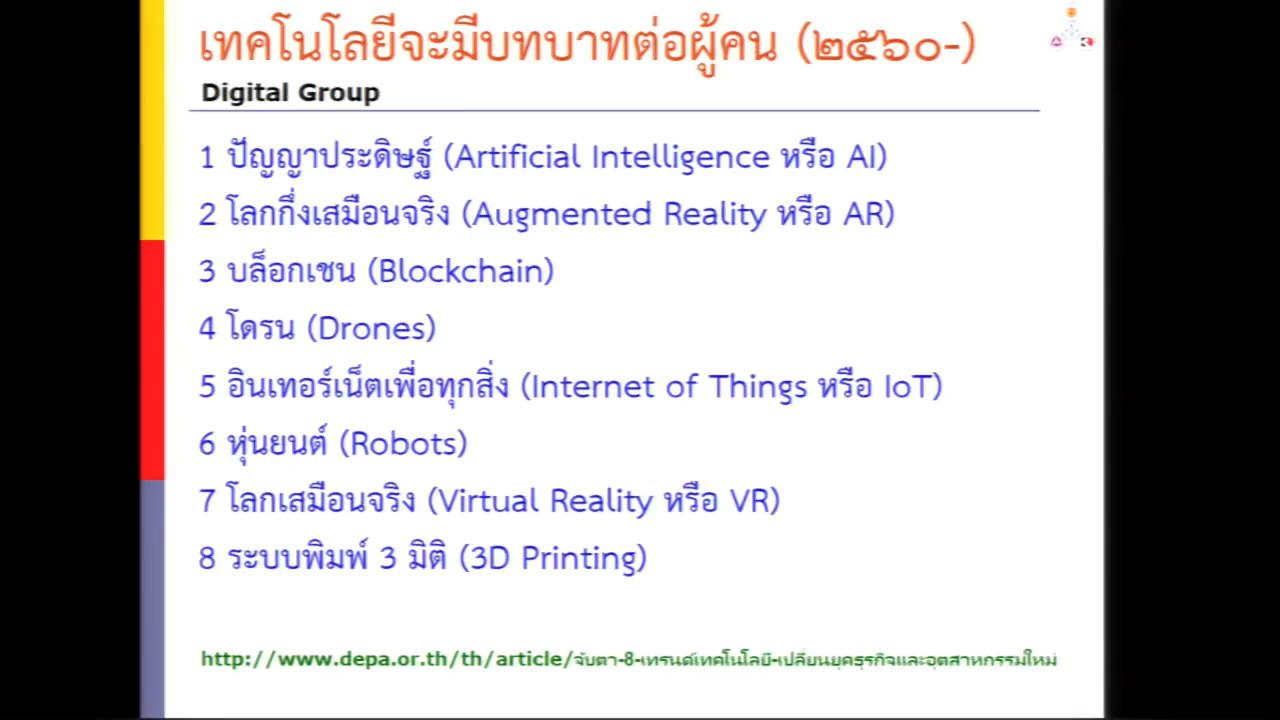 เทคโนโลยีจะมีบทบาทต่อผู้คน (๒๕๖๐-)
Digital Group
1 ปัญญาประดิษฐ์ (Artificial Intelligence หรือ AI)
2 โลกกึ่งเสมือนจริง (Augmented Reality หรือ AR)
3 บล็อกเชน (Blockchain)
4 โดรน (Drones)
5 อินเทอร์เน็ตเพื่อทุกสิ่ง (Internet of Things หรือ IoT)
6 หุ่นยนต์ (Robots)
7 โลกเสมือนจริง (Virtual Reality หรือ VR)
8 ระบบพิมพ์ 3 มิติ (3D Printing)
http://www.depa.or.th/th/article/จับตา-8-เทรนด์เทคโนโลยี-เปลี่ยนยุคธุรกิจและอุตสาหกรรมใหม่